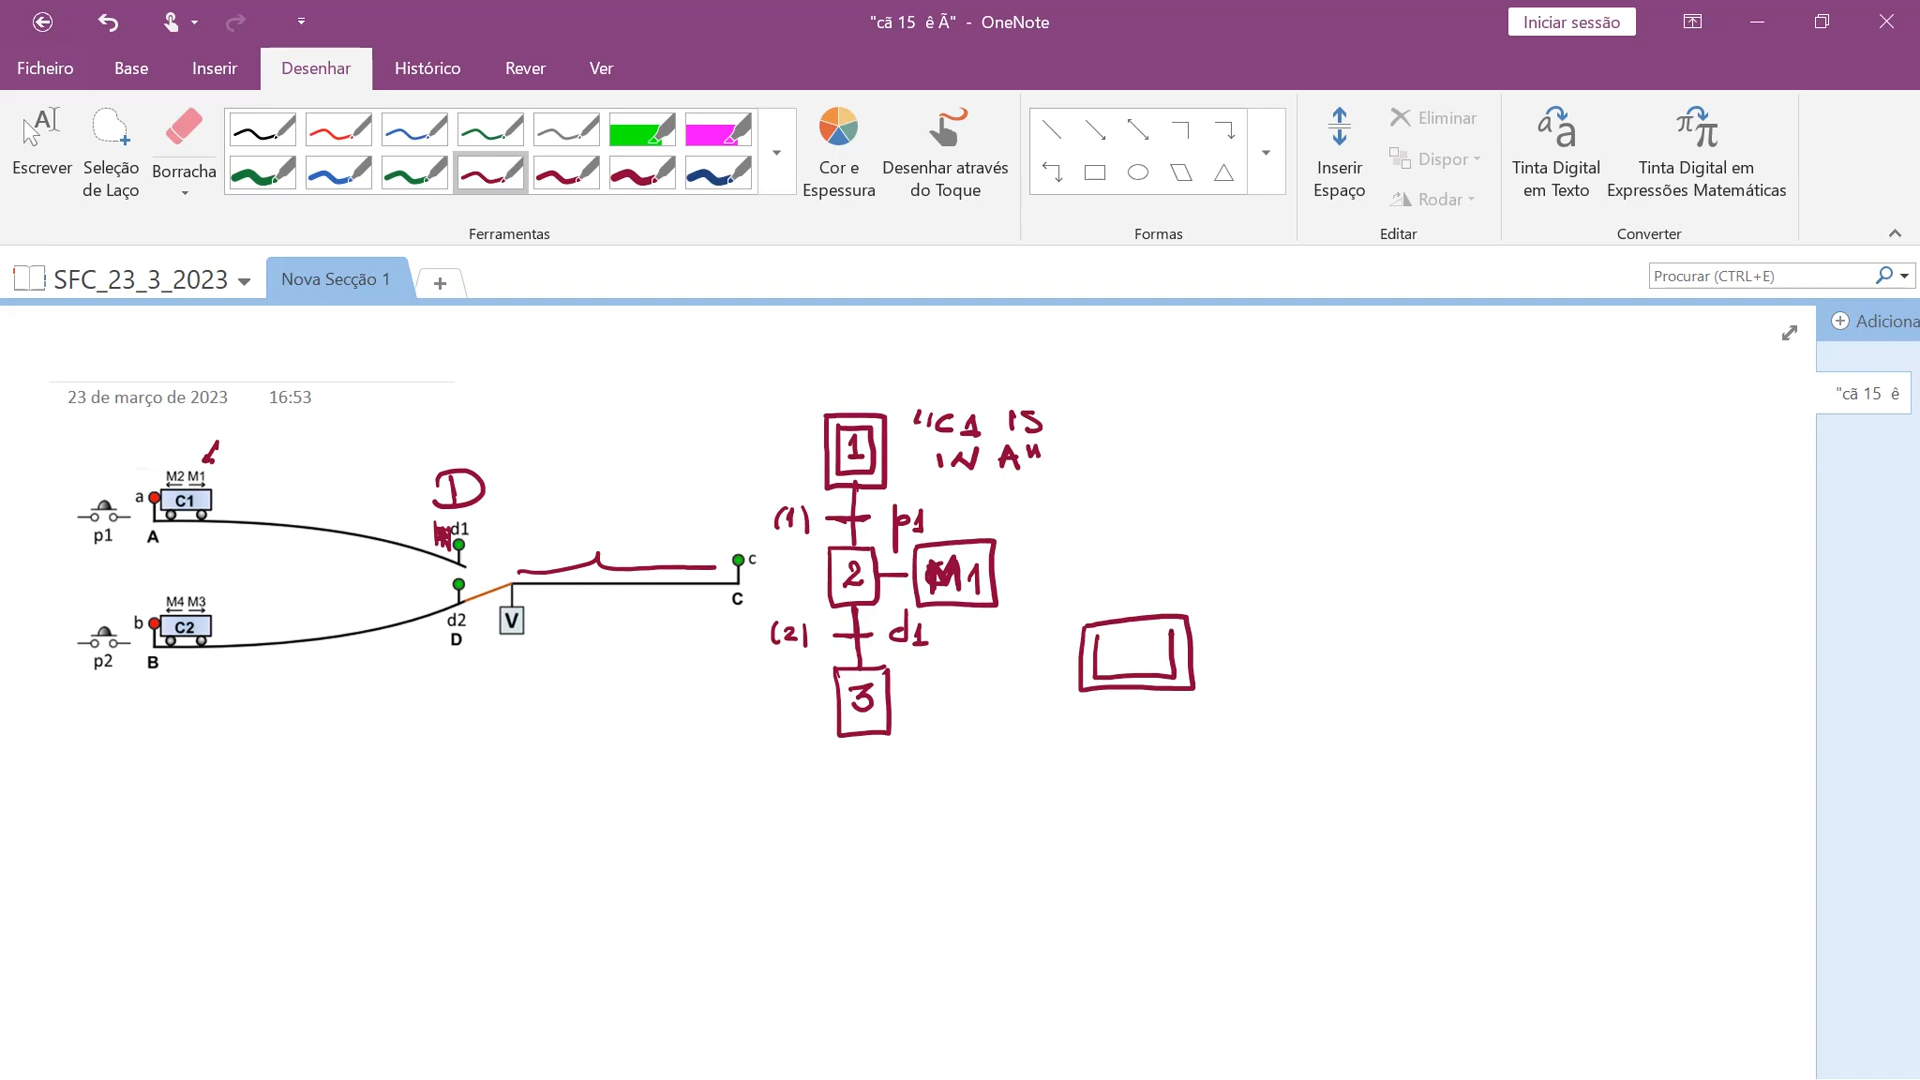 "cã 15 ê Ã" - OneNote
Iniciar sessão
Ficheiro
Base
Inserir
Desenhar
Histórico
Rever
Ver
Escrever
Seleção
de Laço
Borracha
Cor e
Espessura
Desenhar através
do Toque
Inserir
Espaço
Eliminar
Dispor
Rodar
Tinta Digital
em Texto
Tinta Digital em
Expressões Matemáticas
Ferramentas
Formas
Editar
Converter
SFC_23_3_2023
Nova Secção 1
+
Procurar (CTRL+E)
Adiciona
"cã 15 ê
23 de março de 2023 16:53
M2 M1
a
C1
p1
A
D
d1
c
C
M4 M3
b
C2
p2
B
d2
D
V
1
"C1 IS
IN A"
(1)
p1
2
M1
(2)
d1
3